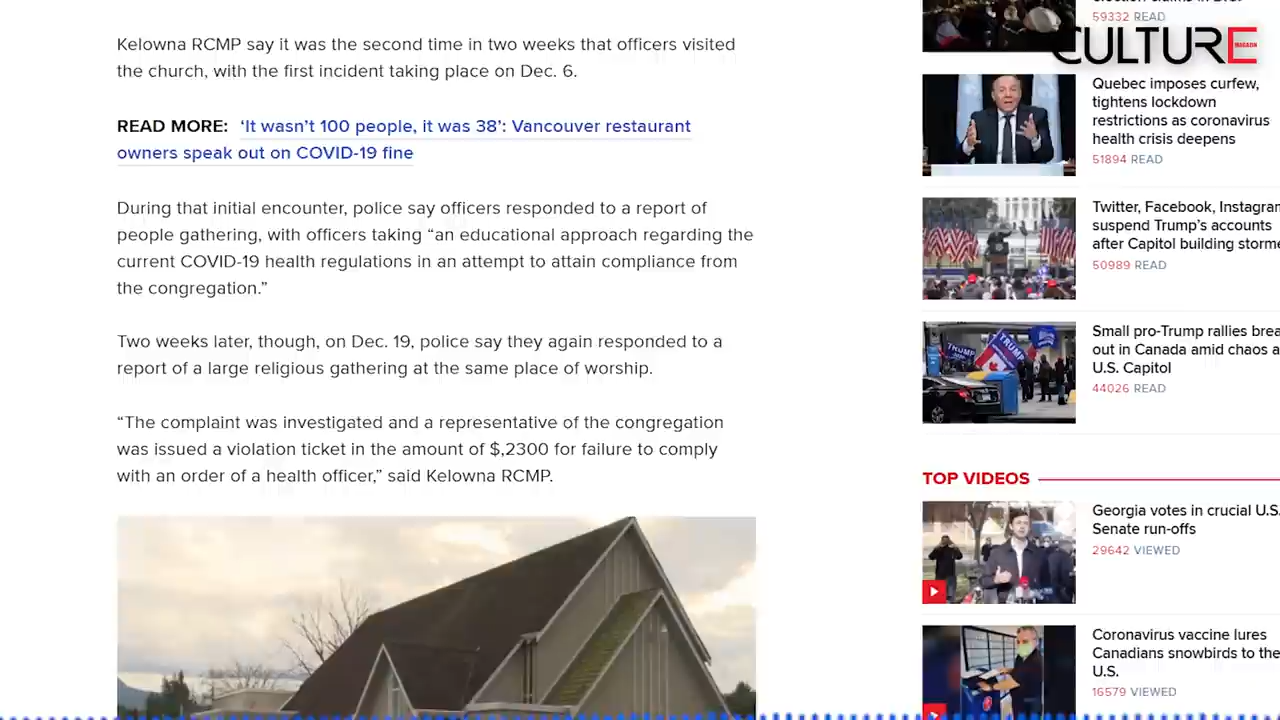 Kelowna RCMP say it was the second time in two weeks that officers visited
the church, with the first incident taking place on Dec. 6.
READ MORE: ‘It wasn’t 100 people, it was 38’: Vancouver restaurant
owners speak out on COVID-19 fine
During that initial encounter, police say officers responded to a report of
people gathering, with officers taking “an educational approach regarding the
current COVID-19 health regulations in an attempt to attain compliance from
the congregation.”
Two weeks later, though, on Dec. 19, police say they again responded to a
report of a large religious gathering at the same place of worship.
“The complaint was investigated and a representative of the congregation
was issued a violation ticket in the amount of $,2300 for failure to comply
with an order of a health officer,” said Kelowna RCMP.
59332 READ
CULTURE
MAGAZIN
Quebec imposes curfew,
tightens lockdown
restrictions as coronavirus
health crisis deepens
51894 READ
Twitter, Facebook, Instagram
suspend Trump’s accounts
after Capitol building storme
50989 READ
Small pro-Trump rallies brea
out in Canada amid chaos a
U.S. Capitol
44026 READ
TRUMP
TRUMP
TOP VIDEOS
Georgia votes in crucial U.S.
Senate run-offs
29642 VIEWED
Coronavirus vaccine lures
Canadians snowbirds to the
U.S.
16579 VIEWED